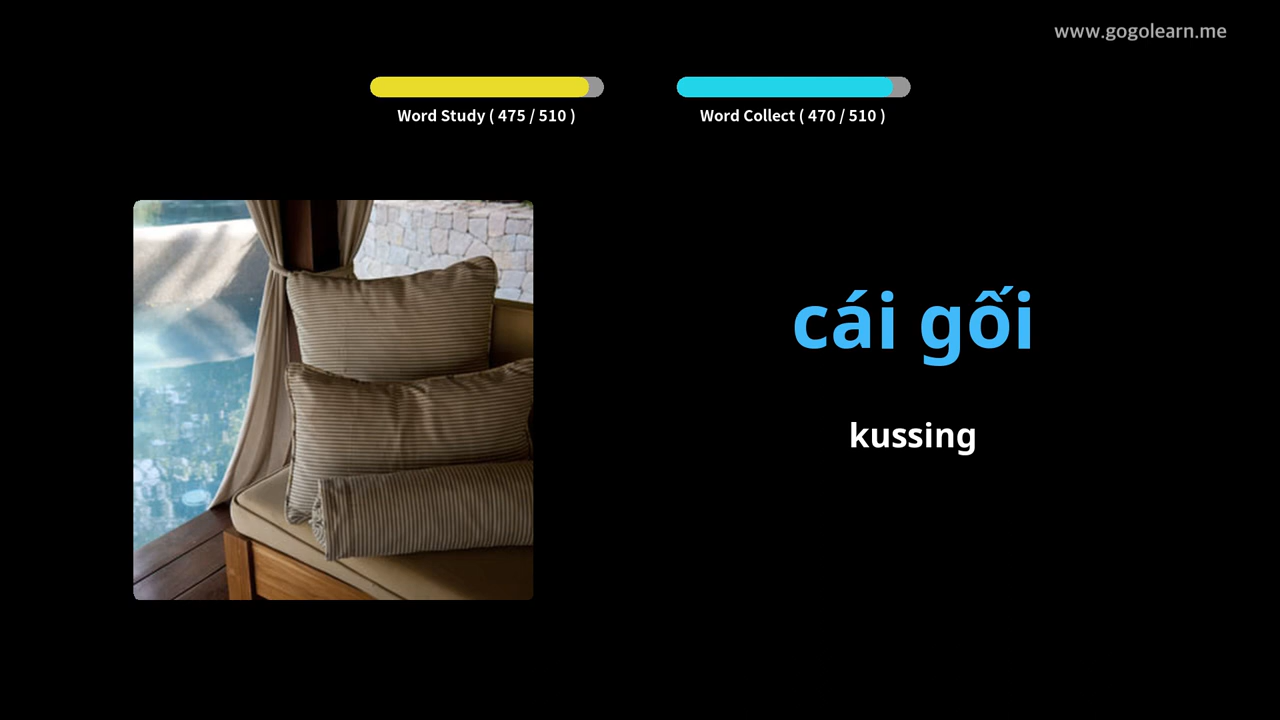 www.gogolearn.me
Word Study ( 475 / 510 )
Word Collect ( 470 / 510 )
cái gối
kussing